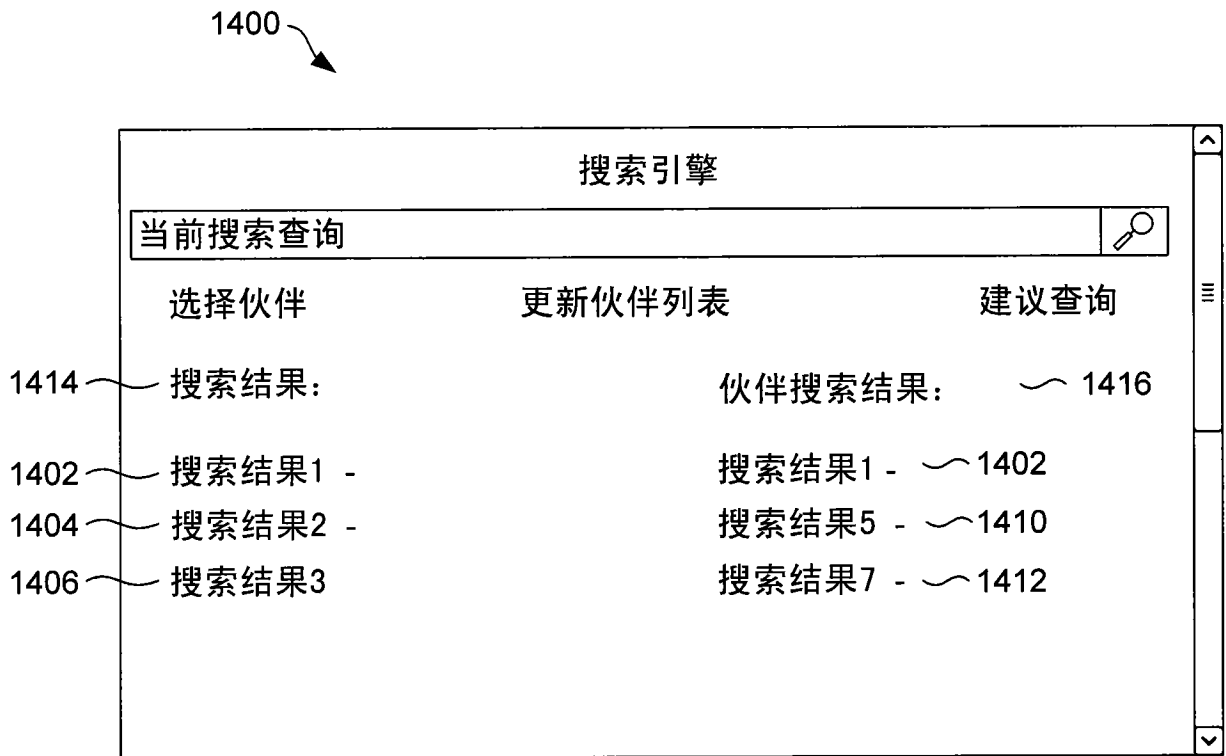 1400
搜索引擎
当前搜索查询
选择伙伴 更新伙伴列表 建议查询
1414 搜索结果： 伙伴搜索结果： 1416
1402 搜索结果1 - 搜索结果1 - 1402
1404 搜索结果2 - 搜索结果5 - 1410
1406 搜索结果3 搜索结果7 - 1412